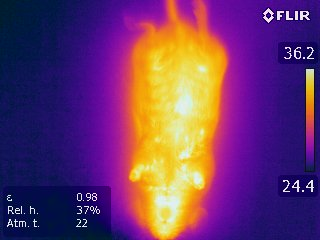 FLIR
36.2
24.4
ε 0.98
Rel. h. 37%
Atm. t. 22